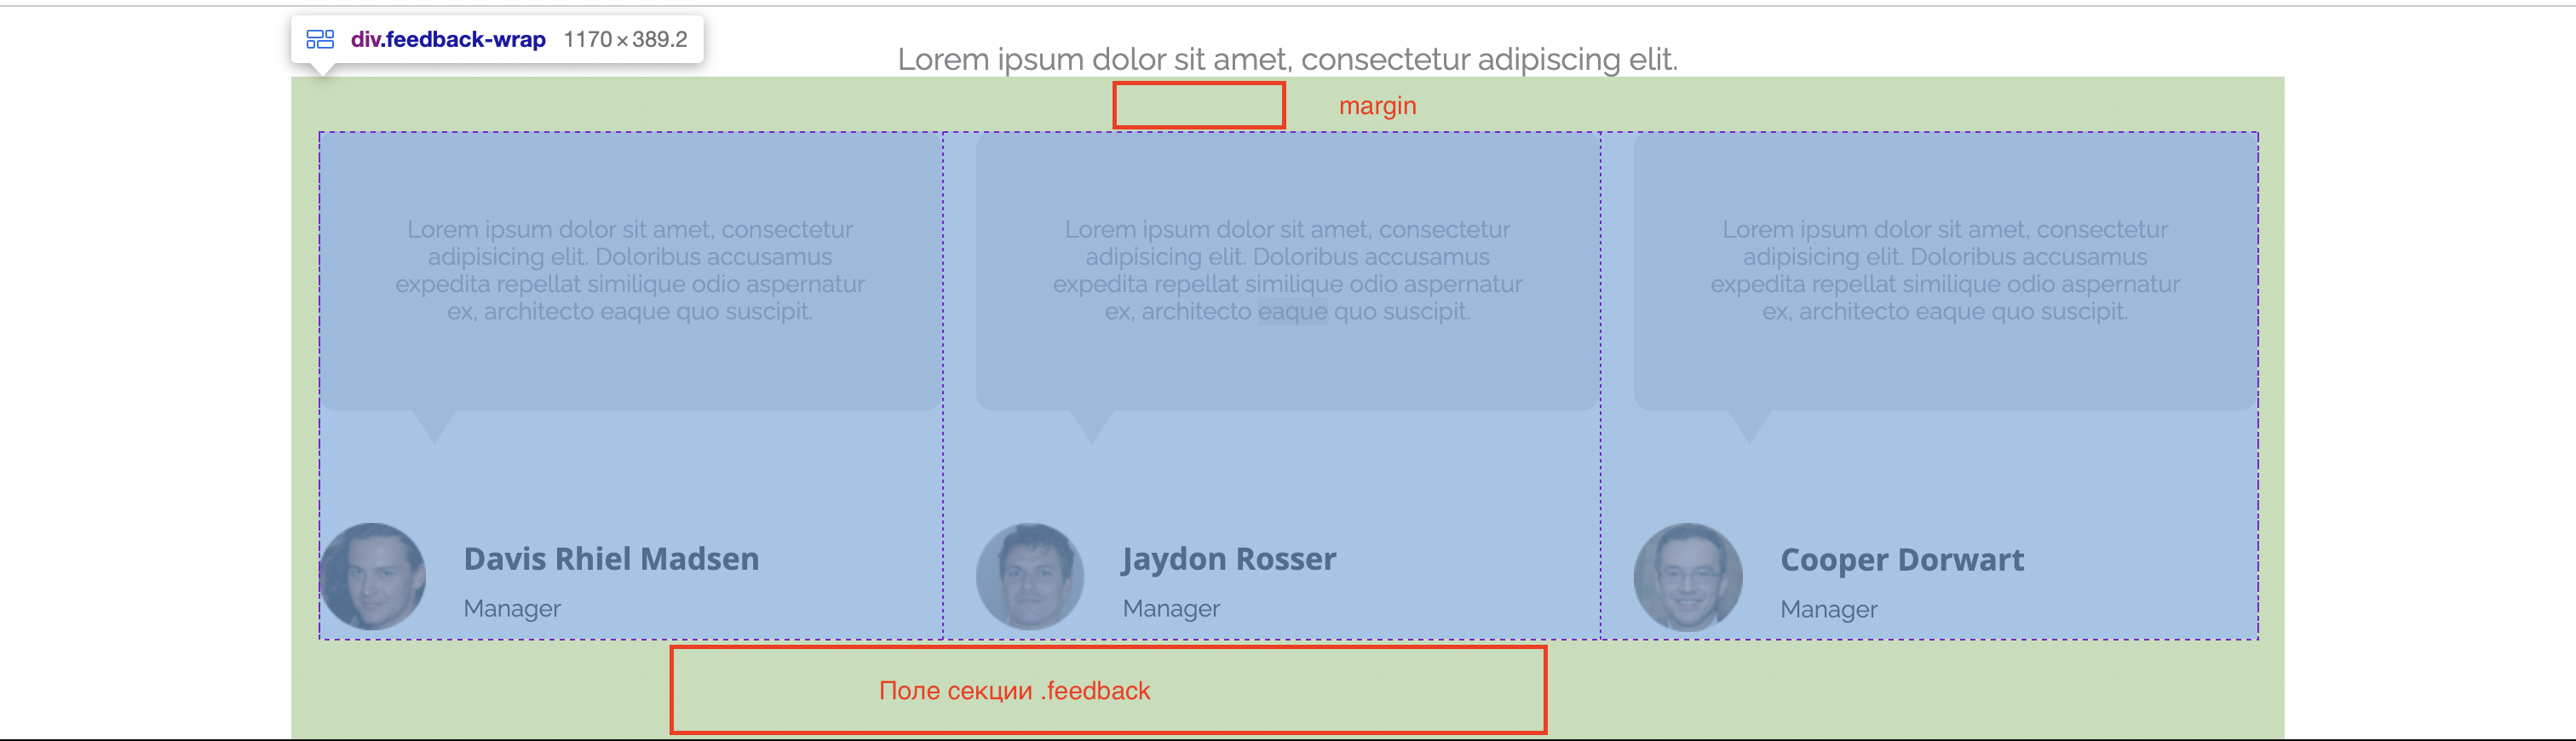 div.feedback-wrap 1170×389.2
Lorem ipsum dolor sit amet, consectetur adipiscing elit.
margin
Lorem ipsum dolor sit amet, consectetur
adipisicing elit. Doloribus accusamus
expedita repellat similique odio aspernatur
ex, architecto eaque quo suscipit.
Lorem ipsum dolor sit amet, consectetur
adipisicing elit. Doloribus accusamus
expedita repellat similique odio aspernatur
ex, architecto eaque quo suscipit.
Lorem ipsum dolor sit amet, consectetur
adipisicing elit. Doloribus accusamus
expedita repellat similique odio aspernatur
ex, architecto eaque quo suscipit.
Davis Rhiel Madsen
Manager
Jaydon Rosser
Manager
Cooper Dorwart
Manager
Поле секции .feedback